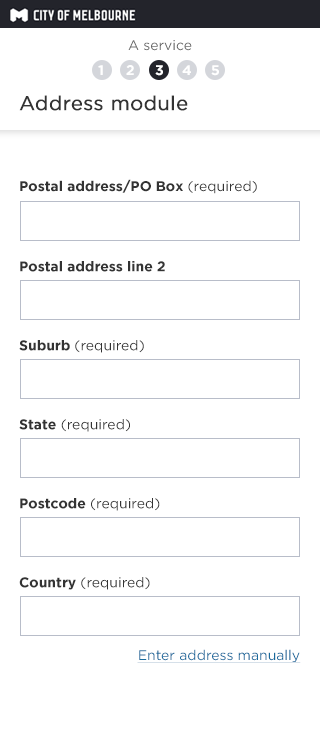 CITY OF MELBOURNE
A service
1 2 3 4 5
Address module
Postal address/PO Box (required)
Postal address line 2
Suburb (required)
State (required)
Postcode (required)
Country (required)
Enter address manually